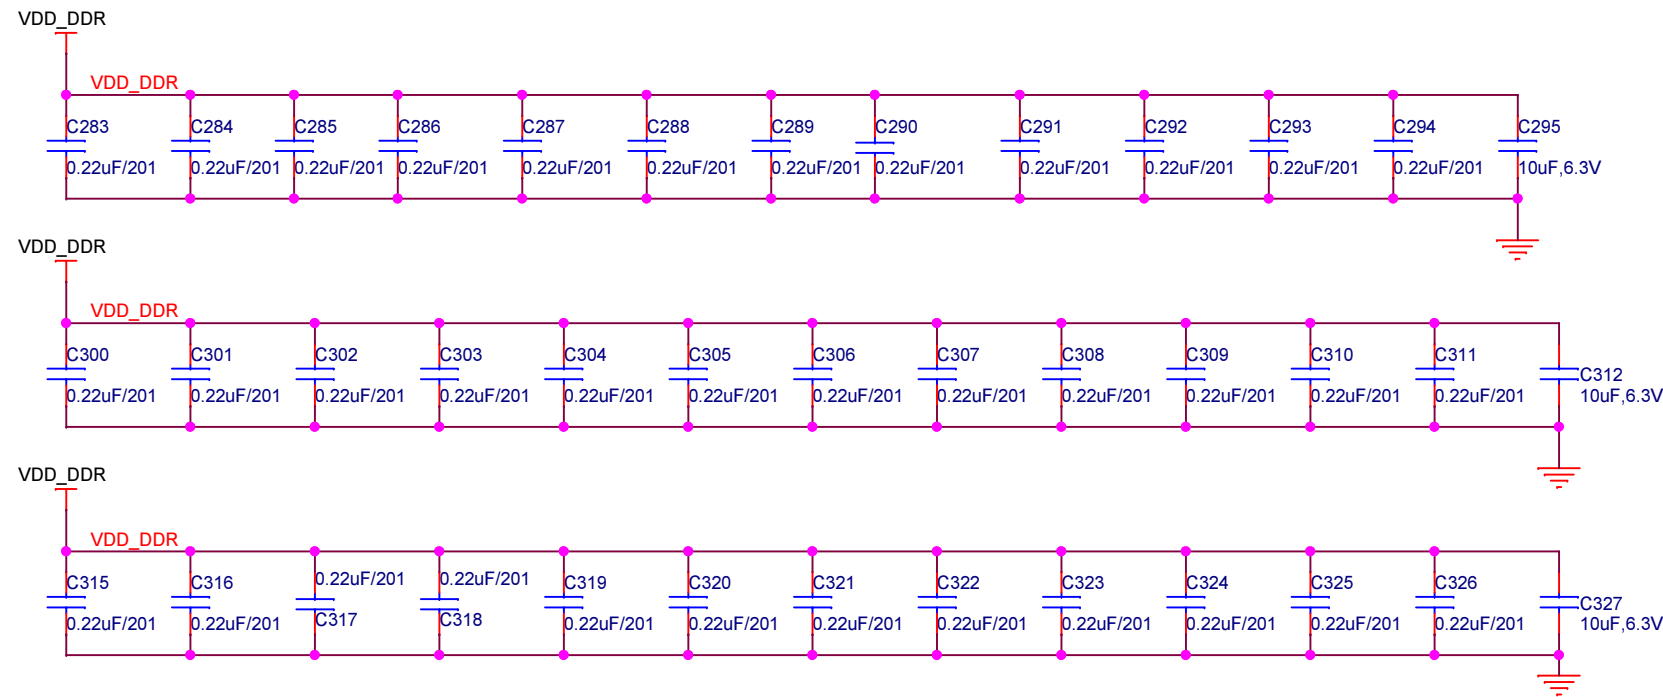 VDD_DDR
VDD_DDR
C283 C284 C285 C286 C287 C288 C289 C290 C291 C292 C293 C294 C295
0.22uF/201 0.22uF/201 0.22uF/201 0.22uF/201 0.22uF/201 0.22uF/201 0.22uF/201 0.22uF/201 0.22uF/201 0.22uF/201 0.22uF/201 0.22uF/201 10uF,6.3V
VDD_DDR
VDD_DDR
C300 C301 C302 C303 C304 C305 C306 C307 C308 C309 C310 C311
C312
0.22uF/201 0.22uF/201 0.22uF/201 0.22uF/201 0.22uF/201 0.22uF/201 0.22uF/201 0.22uF/201 0.22uF/201 0.22uF/201 0.22uF/201 0.22uF/201 10uF,6.3V
VDD_DDR
VDD_DDR
C315 C316 0.22uF/201 0.22uF/201 C319 C320 C321 C322 C323 C324 C325 C326
C327
0.22uF/201 0.22uF/201 C317 C318 0.22uF/201 0.22uF/201 0.22uF/201 0.22uF/201 0.22uF/201 0.22uF/201 0.22uF/201 0.22uF/201 10uF,6.3V